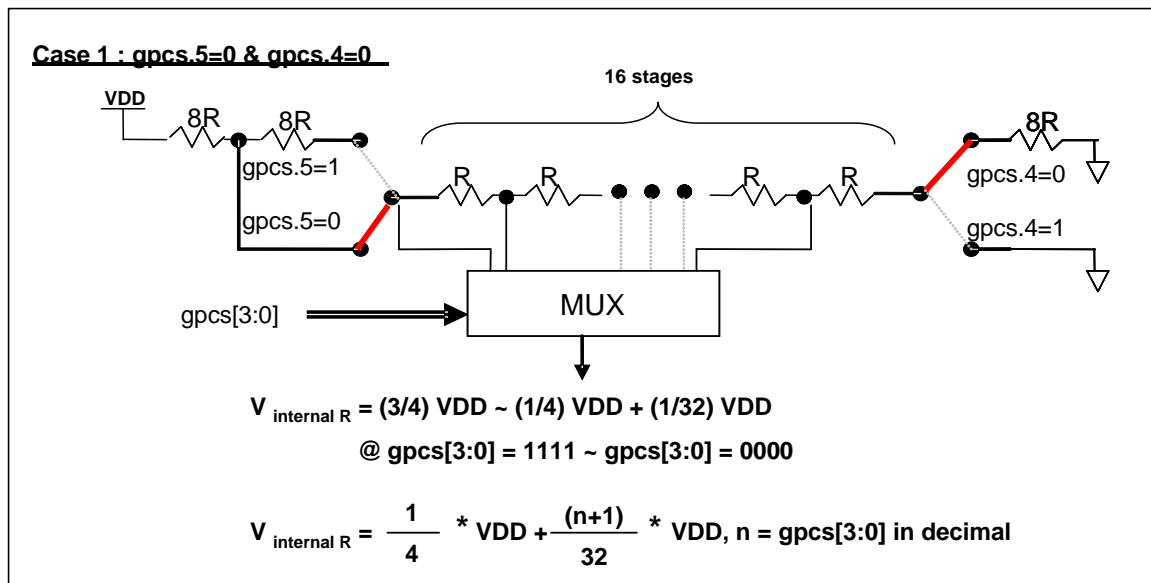 Case 1 : gpcs.5=0 & gpcs.4=0
16 stages
VDD
8R
8R
8R
gpcs.5=1
R
R
R
R
gpcs.4=0
gpcs.5=0
gpcs.4=1
MUX
gpcs[3:0]
V internal R = (3/4) VDD ~ (1/4) VDD + (1/32) VDD
@ gpcs[3:0] = 1111 ~ gpcs[3:0] = 0000
V internal R = 1/4 * VDD + (n+1)/32 * VDD, n = gpcs[3:0] in decimal